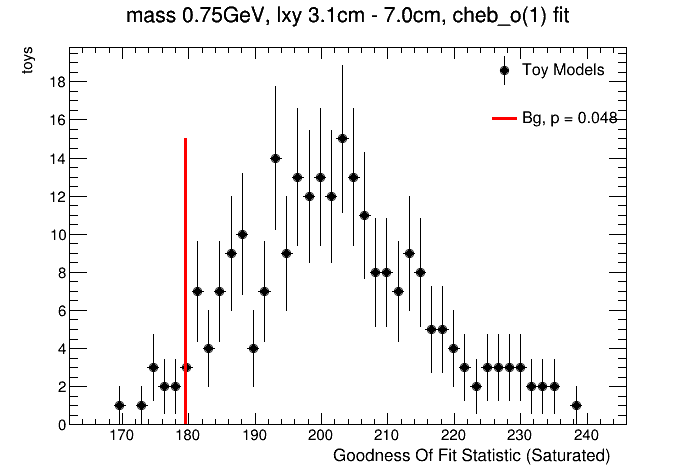 mass 0.75GeV, lxy 3.1cm - 7.0cm, cheb_o(1) fit
toys
Toy Models
Bg, p = 0.048
18
16
14
12
10
8
6
4
2
0
170 180 190 200 210 220 230 240
Goodness Of Fit Statistic (Saturated)